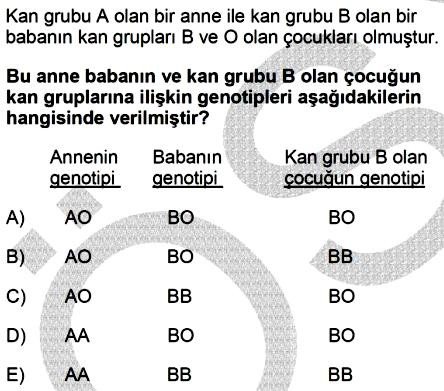 Kan grubu A olan bir anne ile kan grubu B olan bir
babanın kan grupları B ve O olan çocukları olmuştur.
Bu anne babanın ve kan grubu B olan çocuğun
kan gruplarına ilişkin genotipleri aşağıdakilerin
hangisinde verilmiştir?
Annenin Babanın Kan grubu B olan
genotipi genotipi çocuğun genotipi
A) AO BO BO
B) AO BO BB
C) AO BB BO
D) AA BO BO
E) AA BB BB